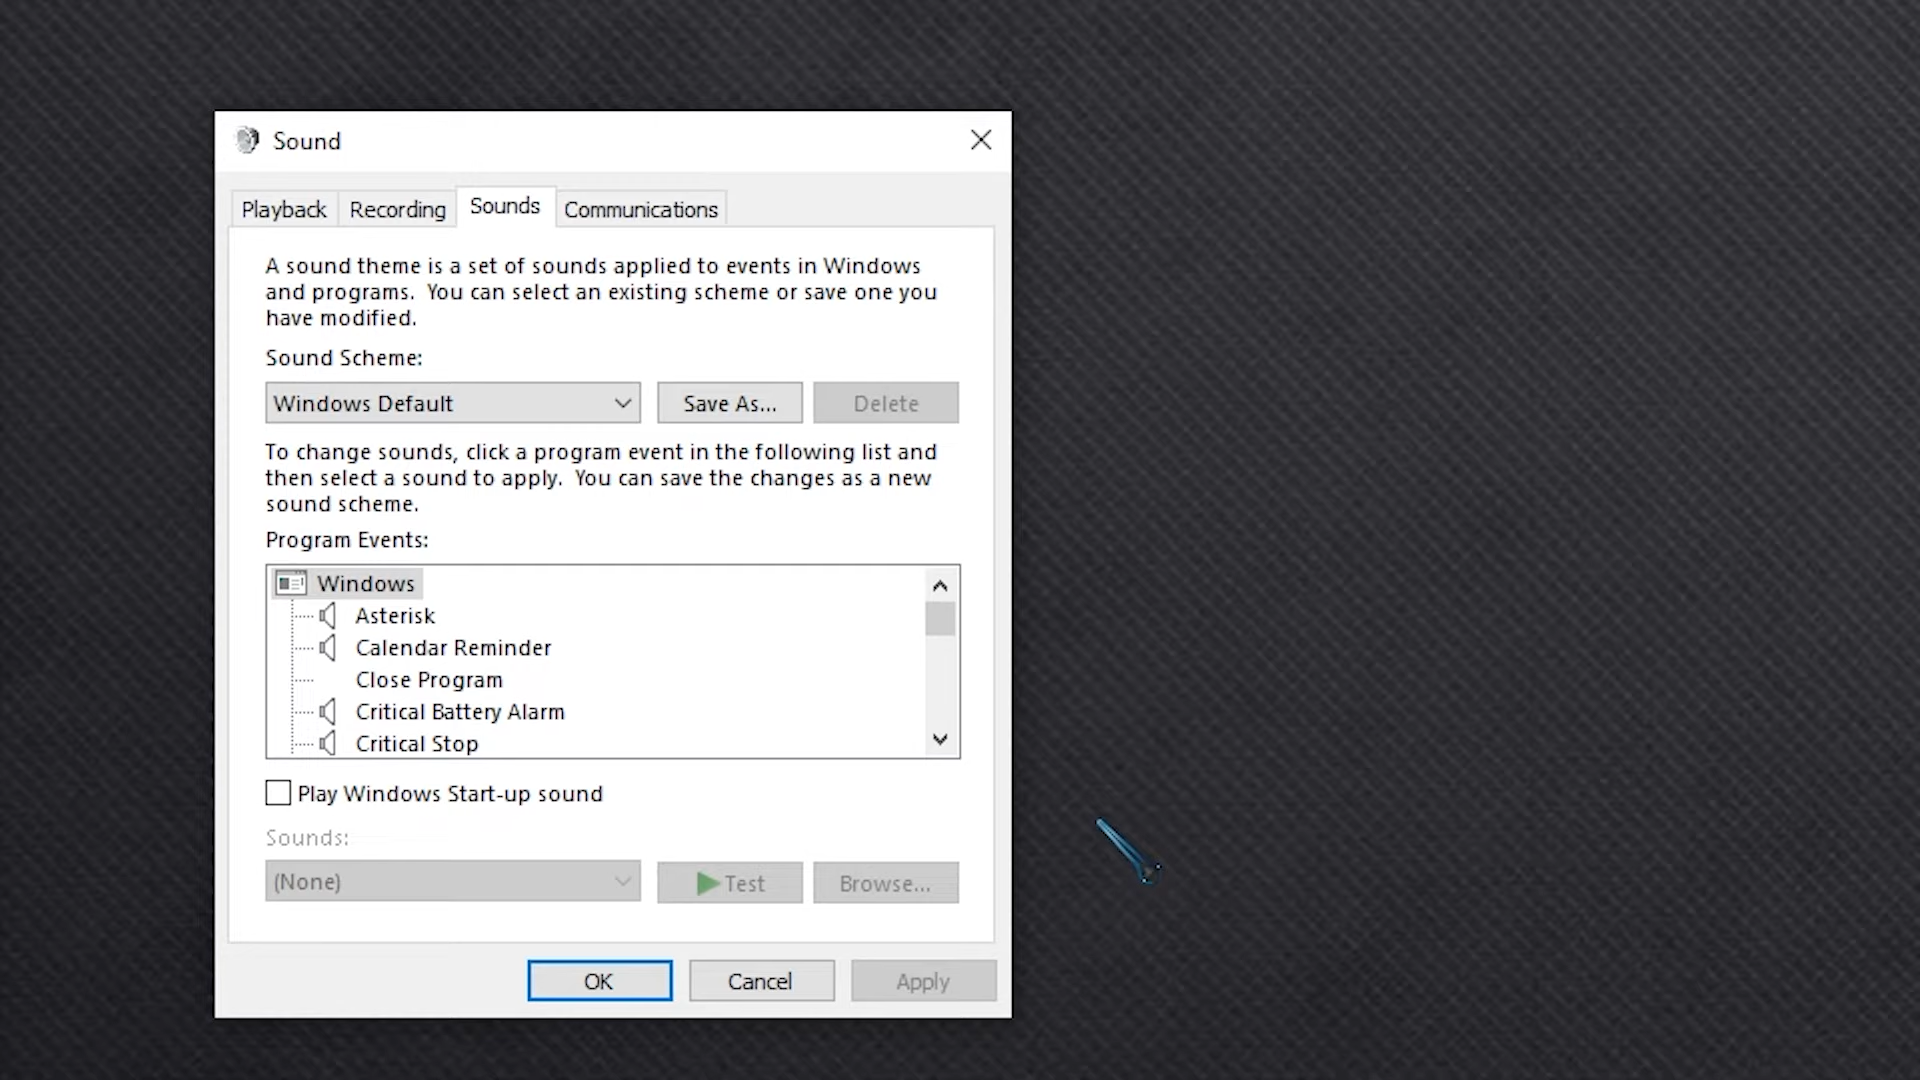 Sound
Playback
Recording
Sounds
Communications
A sound theme is a set of sounds applied to events in Windows
and programs.  You can select an existing scheme or save one you
have modified.
Sound Scheme:
Windows Default
Save As...
Delete
To change sounds, click a program event in the following list and
then select a sound to apply.  You can save the changes as a new
sound scheme.
Program Events:
Windows
Asterisk
Calendar Reminder
Close Program
Critical Battery Alarm
Critical Stop
Play Windows Start-up sound
Sounds:
(None)
Test
Browse...
OK
Cancel
Apply